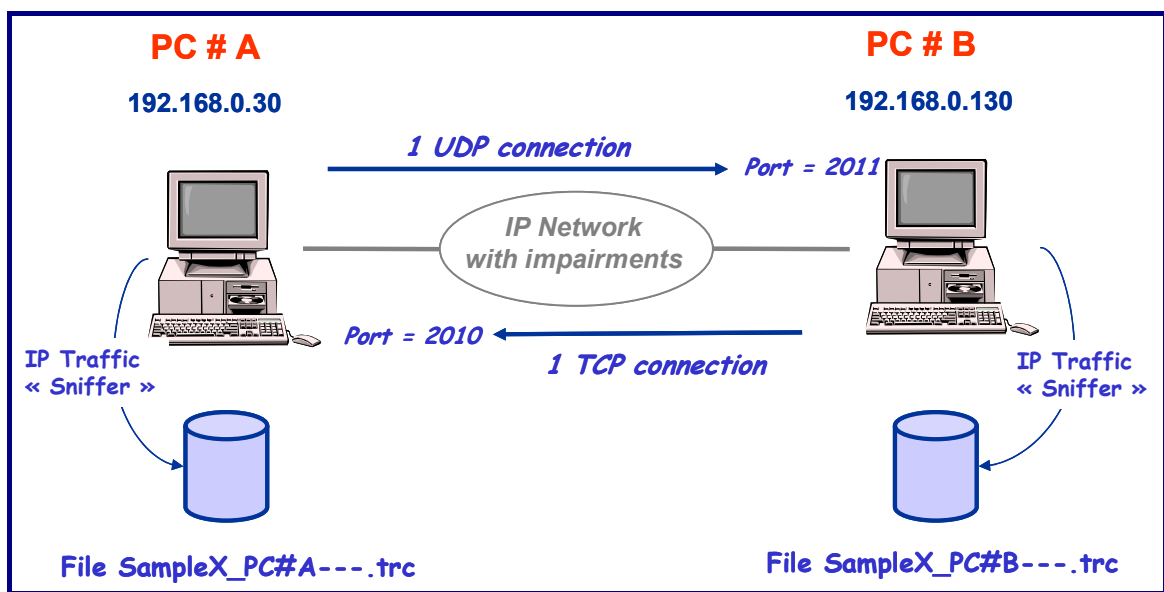 PC # A
PC # B
192.168.0.30
192.168.0.130
1 UDP connection
Port = 2011
IP Network
with impairments
Port = 2010
1 TCP connection
IP Traffic
« Sniffer »
IP Traffic
« Sniffer »
File SampleX_PC#A---.trc
File SampleX_PC#B---.trc